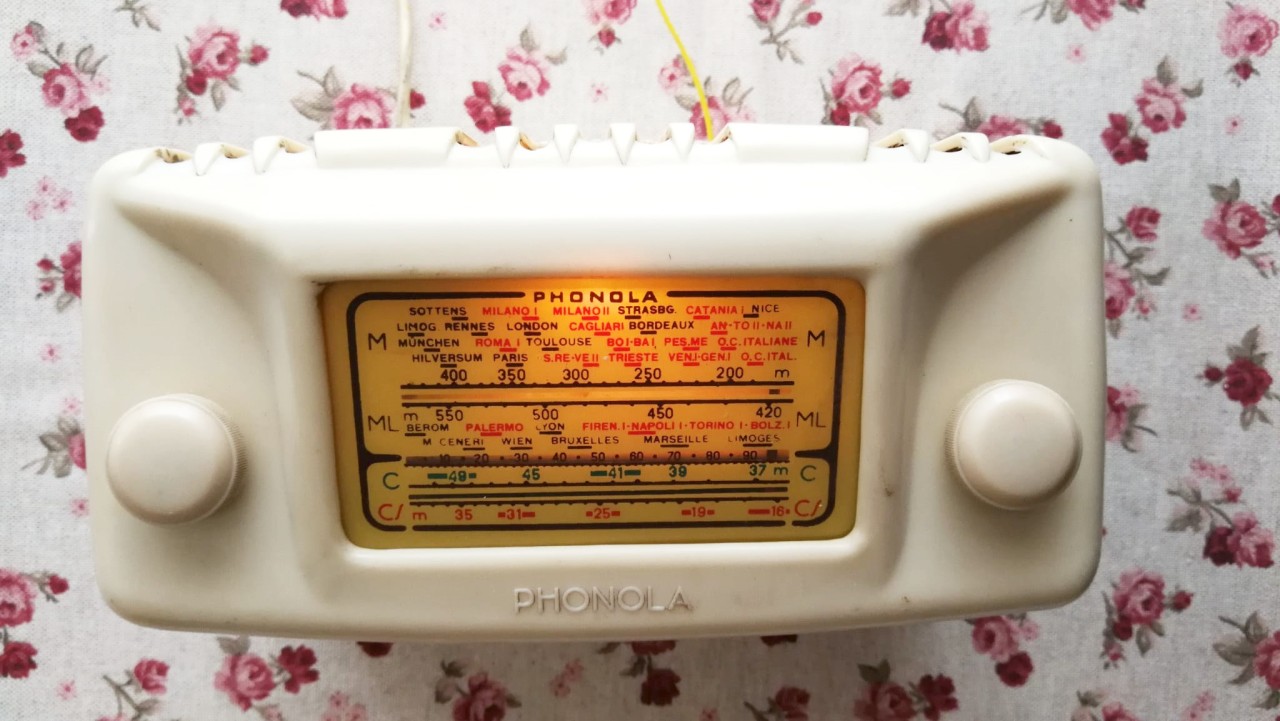 PHONOLA
SOTTENS MILANO I MILANO II STRASBG. CATANIA I NICE
LIMOG. RENNES LONDON CAGLIARI BORDEAUX AN·TO II·NA II
M MÜNCHEN ROMA I TOULOUSE BO.I·BA.I, PES.ME O.C.ITALIANE M
HILVERSUM PARIS S.RE·VE II TRIESTE VEN.I·GEN.I O.C.ITAL.
400 350 300 250 200 m
m 550 500 450 420
ML BEROM PALERMO LYON FIREN.I·NAPOLI I·TORINO I·BOLZ.I ML
M CENERI WIEN BRUXELLES MARSEILLE LIMOGES
10 20 30 40 50 60 70 80 90
C 49 45 41 39 37 m C
C/ m 35 31 25 19 16 C/
PHONOLA